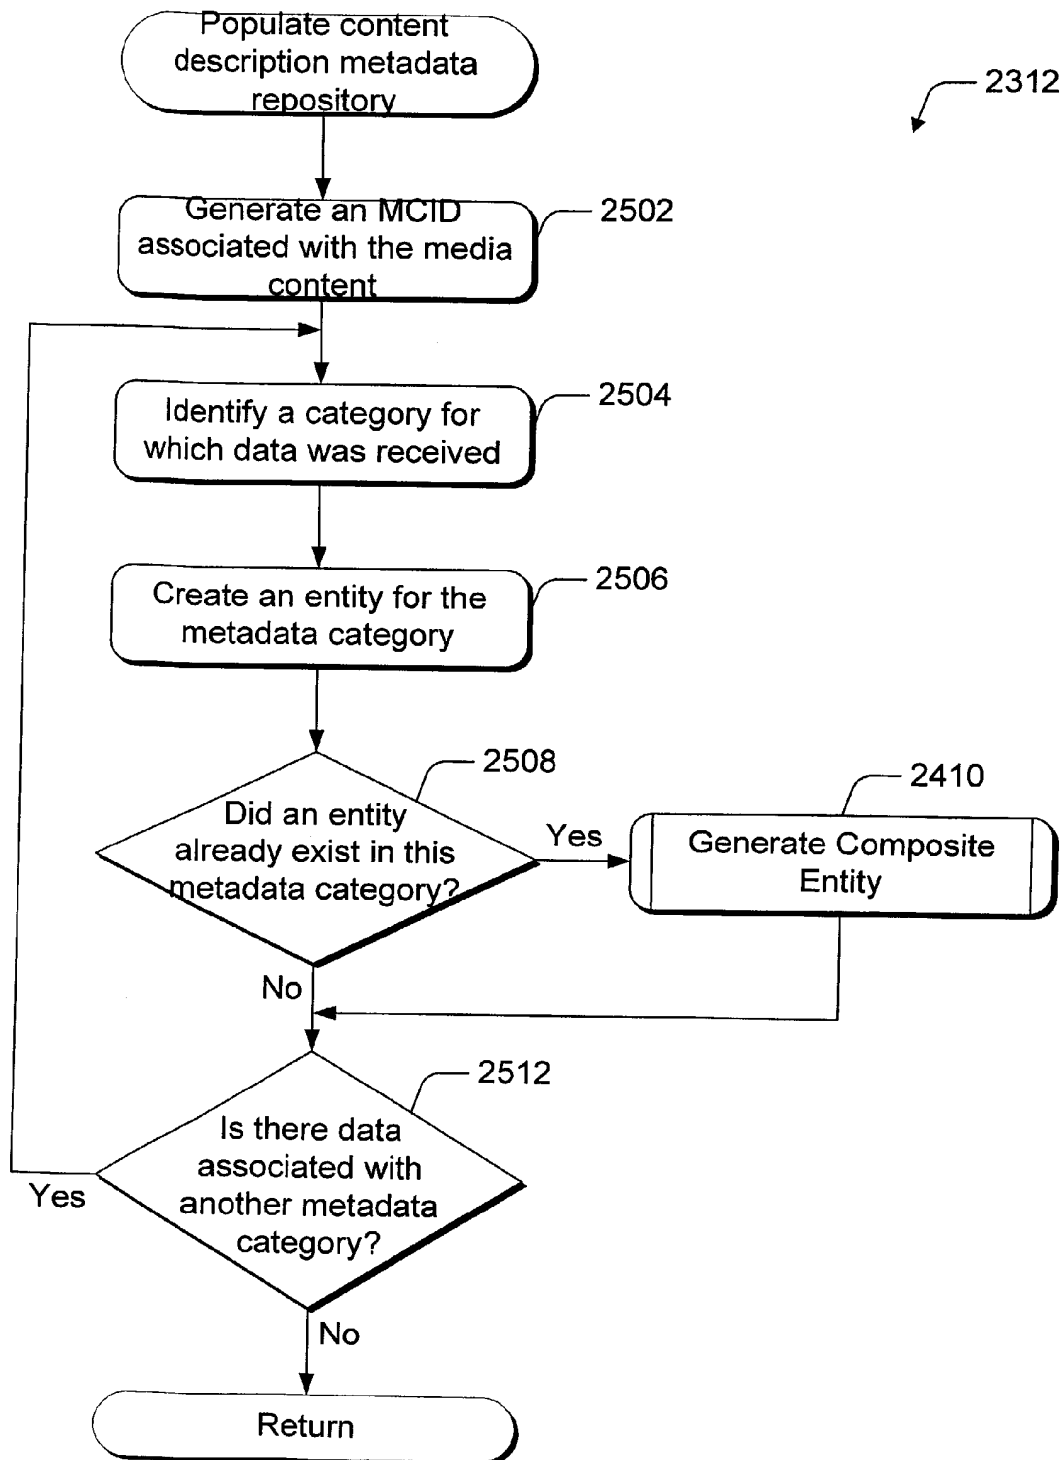 Populate content
description metadata
repository
2312
Generate an MCID
associated with the media
content
2502
Identify a category for
which data was received
2504
Create an entity for the
metadata category
2506
Did an entity
already exist in this
metadata category?
2508
Yes
Generate Composite
Entity
2410
No
Is there data
associated with
another metadata
category?
2512
Yes
No
Return